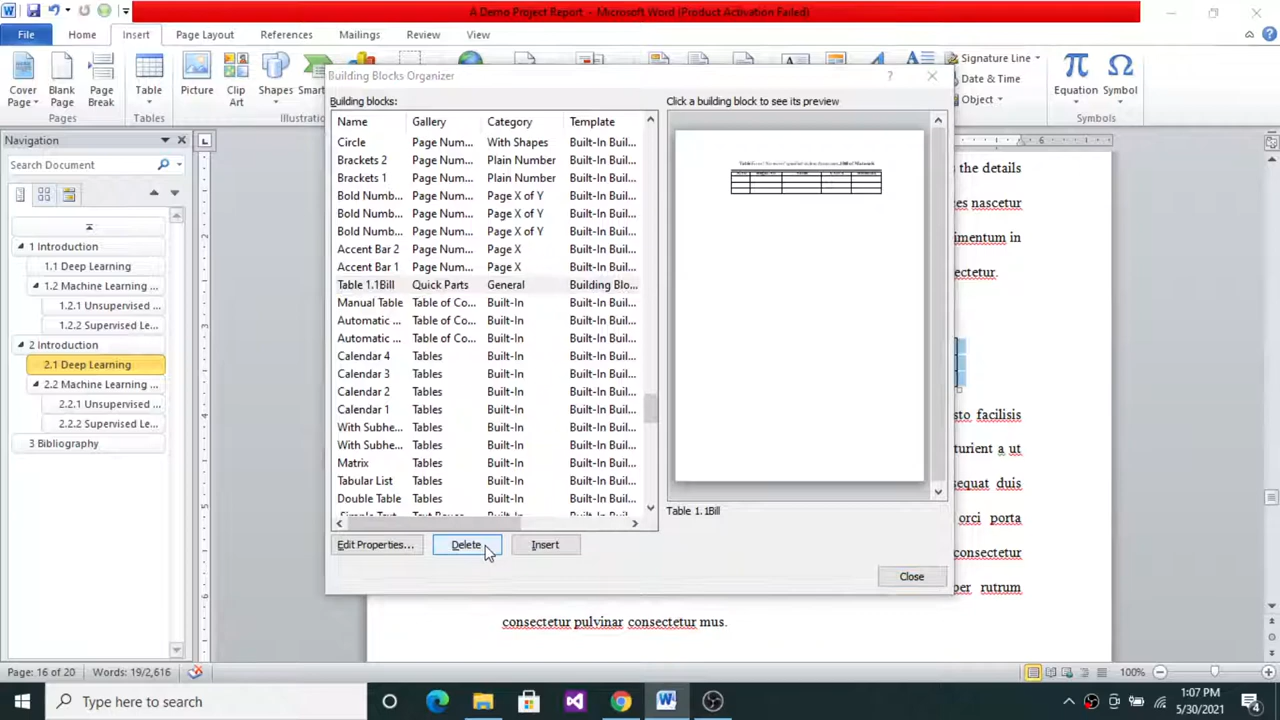 A Demo Project Report - Microsoft Word (Product Activation Failed)
File Home Insert Page Layout References Mailings Review View
Cover Page Blank Page Page Break Table Picture Clip Art Shapes Smart
Signature Line
Date & Time
Object
Equation Symbol
Pages Tables Illustra Symbols
Navigation
Search Document
1 Introduction
1.1 Deep Learning
1.2 Machine Learning ...
1.2.1 Unsupervised ...
1.2.2 Supervised Le...
2 Introduction
2.1 Deep Learning
2.2 Machine Learning ...
2.2.1 Unsupervised ...
2.2.2 Supervised Le...
3 Bibliography
Building Blocks Organizer
Building blocks:
Click a building block to see its preview
Name Gallery Category Template
Circle Page Num... With Shapes Built-In Buil...
Brackets 2 Page Num... Plain Number Built-In Buil...
Brackets 1 Page Num... Plain Number Built-In Buil...
Bold Numb... Page Num... Page X of Y Built-In Buil...
Bold Numb... Page Num... Page X of Y Built-In Buil...
Bold Numb... Page Num... Page X of Y Built-In Buil...
Accent Bar 2 Page Num... Page X Built-In Buil...
Accent Bar 1 Page Num... Page X Built-In Buil...
Table 1.1Bill Quick Parts General Building Blo...
Manual Table Table of Co... Built-In Built-In Buil...
Automatic ... Table of Co... Built-In Built-In Buil...
Automatic ... Table of Co... Built-In Built-In Buil...
Calendar 4 Tables Built-In Built-In Buil...
Calendar 3 Tables Built-In Built-In Buil...
Calendar 2 Tables Built-In Built-In Buil...
Calendar 1 Tables Built-In Built-In Buil...
With Subhe... Tables Built-In Built-In Buil...
With Subhe... Tables Built-In Built-In Buil...
Matrix Tables Built-In Built-In Buil...
Tabular List Tables Built-In Built-In Buil...
Double Table Tables Built-In Built-In Buil...
Table 1. 1Bill
Edit Properties... Delete Insert
Close
s the details
es nascetur
imentum in
ectetur.
sto facilisis
turient a ut
sequat duis
orci porta
consectetur
per rutrum
consectetur pulvinar consectetur mus.
Page: 16 of 20 Words: 19/2,616 100%
Type here to search
1:07 PM
5/30/2021
4